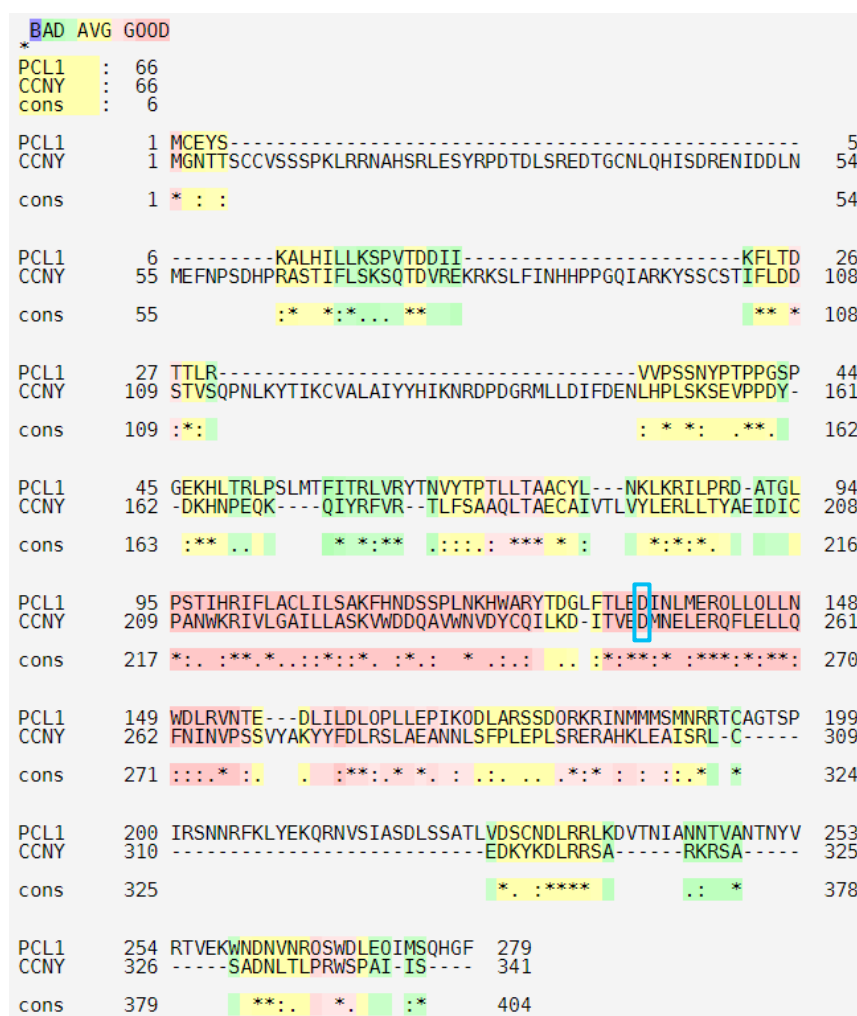 BAD AVG GOOD
*
PCL1 : 66
CCNY : 66
cons : 6
PCL1 1 MCEYS------------------------------------------------- 5
CCNY 1 MGNTTSCCVSSSPKLRRNAHSRLESYRPDTDLSREDTGCNLQHISDRENIDDLN 54
cons 1 * : : 54
PCL1 6 ---------KALHILLKSPVTDDII--------------------------KFLTD 26
CCNY 55 MEFNPSDHPRASTIFLSKSQTDVREKRKSLFINHHPPGQIARKYSSCSTIFLDD 108
cons 55 :* *:*... ** ** * 108
PCL1 27 TTLR---------------------------------------VVPSSNYPTPPGSP 44
CCNY 109 STVSQPNLKYTIKCVALAIYYHIKNRDPDGRMLLDIFDENLHPLSKSEVPPDY- 161
cons 109 :*: : * *: .**. 162
PCL1 45 GEKHLTRLPSLMTFITRLVRYTNVYTPTLLTAACYL---NKLKRILPRD-ATGL 94
CCNY 162 -DKHNPEQK----QIYRFVR--TLFSAAQLTAECAIVTLVYLERLLTYAEIDIC 208
cons 163 :** .. * *:** .::::.: *** * : *:*:*. 216
PCL1 95 PSTIHRIFLACLILSAKFHNDSSPLNKHWARYTDGLFTLEDINLMEROLLOLLN 148
CCNY 209 PANWKRIVLGAILLASKVWDDQAVWNVDYCQILKD-ITVEDMNELERQFLELLQ 261
cons 217 *:. :**.*..::*::*. :*.: * .:.: .. :*:**:* :***:*:**: 270
PCL1 149 WDLRVNTE---DLILDLOPLLEPIKODLARSSDORKRINMMMSMNRRTCAGTSP 199
CCNY 262 FNINVPSSVYAKYYFDLRSLAEANNLSFPLEPLSRERAHKLEAISRL-C----- 309
cons 271 :::.* :. . :**:.* *. : .:. .. .*:* : : ::.* * 324
PCL1 200 IRSNNRFKLYEKQRNVSIASDLSSATLVDSCNDLRRLKDVTNIANNTVANTNYV 253
CCNY 310 ------------------------------EDKYKDLRRSA------RKRSA----- 325
cons 325 *. :**** .: * 378
PCL1 254 RTVEKWNDNVNROSWDLEOIMSQHGF 279
CCNY 326 -----SADNLTLPRWSPAI-IS---- 341
cons 379 **:. *. :* 404